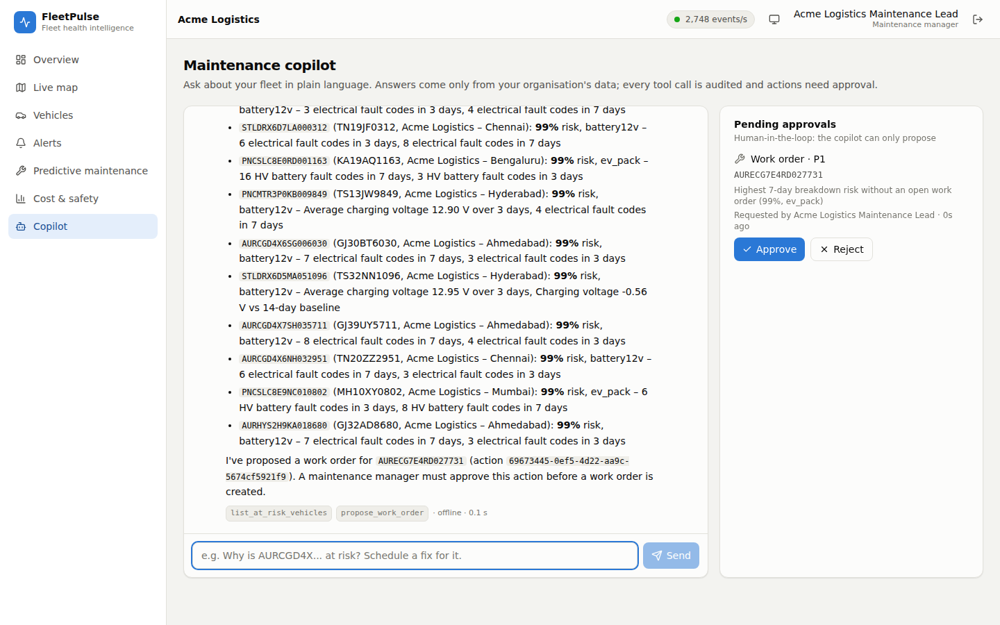 FleetPulse
Fleet health intelligence
Overview
Live map
Vehicles
Alerts
Predictive maintenance
Cost & safety
Copilot
Acme Logistics
2,748 events/s
Acme Logistics Maintenance Lead
Maintenance manager
Maintenance copilot
Ask about your fleet in plain language. Answers come only from your organisation's data; every tool call is audited and actions need approval.
battery12v – 3 electrical fault codes in 3 days, 4 electrical fault codes in 7 days
• STLDRX6D7LA000312 (TN19JF0312, Acme Logistics – Chennai): 99% risk, battery12v –
6 electrical fault codes in 3 days, 8 electrical fault codes in 7 days
• PNCSLC8E0RD001163 (KA19AQ1163, Acme Logistics – Bengaluru): 99% risk, ev_pack –
16 HV battery fault codes in 7 days, 3 HV battery fault codes in 3 days
• PNCMTR3P0KB009849 (TS13JW9849, Acme Logistics – Hyderabad): 99% risk,
battery12v – Average charging voltage 12.90 V over 3 days, 4 electrical fault codes
in 7 days
• AURCGD4X6SG006030 (GJ30BT6030, Acme Logistics – Ahmedabad): 99% risk,
battery12v – 7 electrical fault codes in 7 days, 3 electrical fault codes in 3 days
• STLDRX6D5MA051096 (TS32NN1096, Acme Logistics – Hyderabad): 99% risk,
battery12v – Average charging voltage 12.95 V over 3 days, Charging voltage -0.56
V vs 14-day baseline
• AURCGD4X7SH035711 (GJ39UY5711, Acme Logistics – Ahmedabad): 99% risk,
battery12v – 8 electrical fault codes in 7 days, 4 electrical fault codes in 3 days
• AURCGD4X6NH032951 (TN20ZZ2951, Acme Logistics – Chennai): 99% risk, battery12v –
6 electrical fault codes in 7 days, 3 electrical fault codes in 3 days
• PNCSLC8E9NC010802 (MH10XY0802, Acme Logistics – Mumbai): 99% risk, ev_pack – 6
HV battery fault codes in 3 days, 8 HV battery fault codes in 7 days
• AURHYS2H9KA018680 (GJ32AD8680, Acme Logistics – Ahmedabad): 99% risk,
battery12v – 7 electrical fault codes in 7 days, 3 electrical fault codes in 3 days
I've proposed a work order for AURECG7E4RD027731 (action 69673445-0ef5-4d22-aa9c-
5674cf5921f9). A maintenance manager must approve this action before a work order is
created.
list_at_risk_vehicles propose_work_order · offline · 0.1 s
e.g. Why is AURCGD4X... at risk? Schedule a fix for it.
Send
Pending approvals
Human-in-the-loop: the copilot can only propose
Work order · P1
AURECG7E4RD027731
Highest 7-day breakdown risk without an open work
order (99%, ev_pack)
Requested by Acme Logistics Maintenance Lead · 0s
ago
Approve
Reject